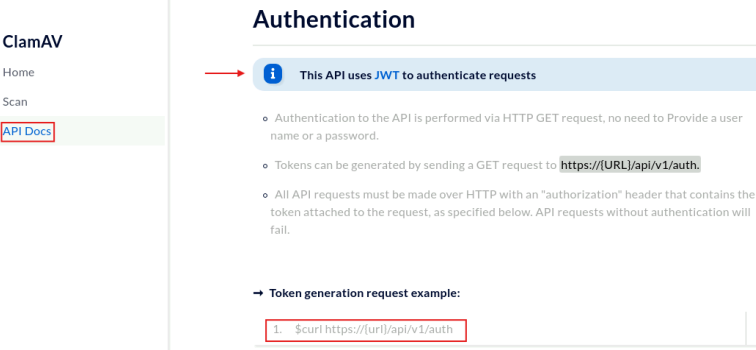 Authentication
ClamAV
Home
Scan
API Docs
This API uses JWT to authenticate requests
Authentication to the API is performed via HTTP GET request, no need to Provide a user
name or a password.
Tokens can be generated by sending a GET request to https://{URL}/api/v1/auth.
All API requests must be made over HTTP with an "authorization" header that contains the
token attached to the request, as specified below. API requests without authentication will
fail.
→ Token generation request example:
1. $curl https://{url}/api/v1/auth